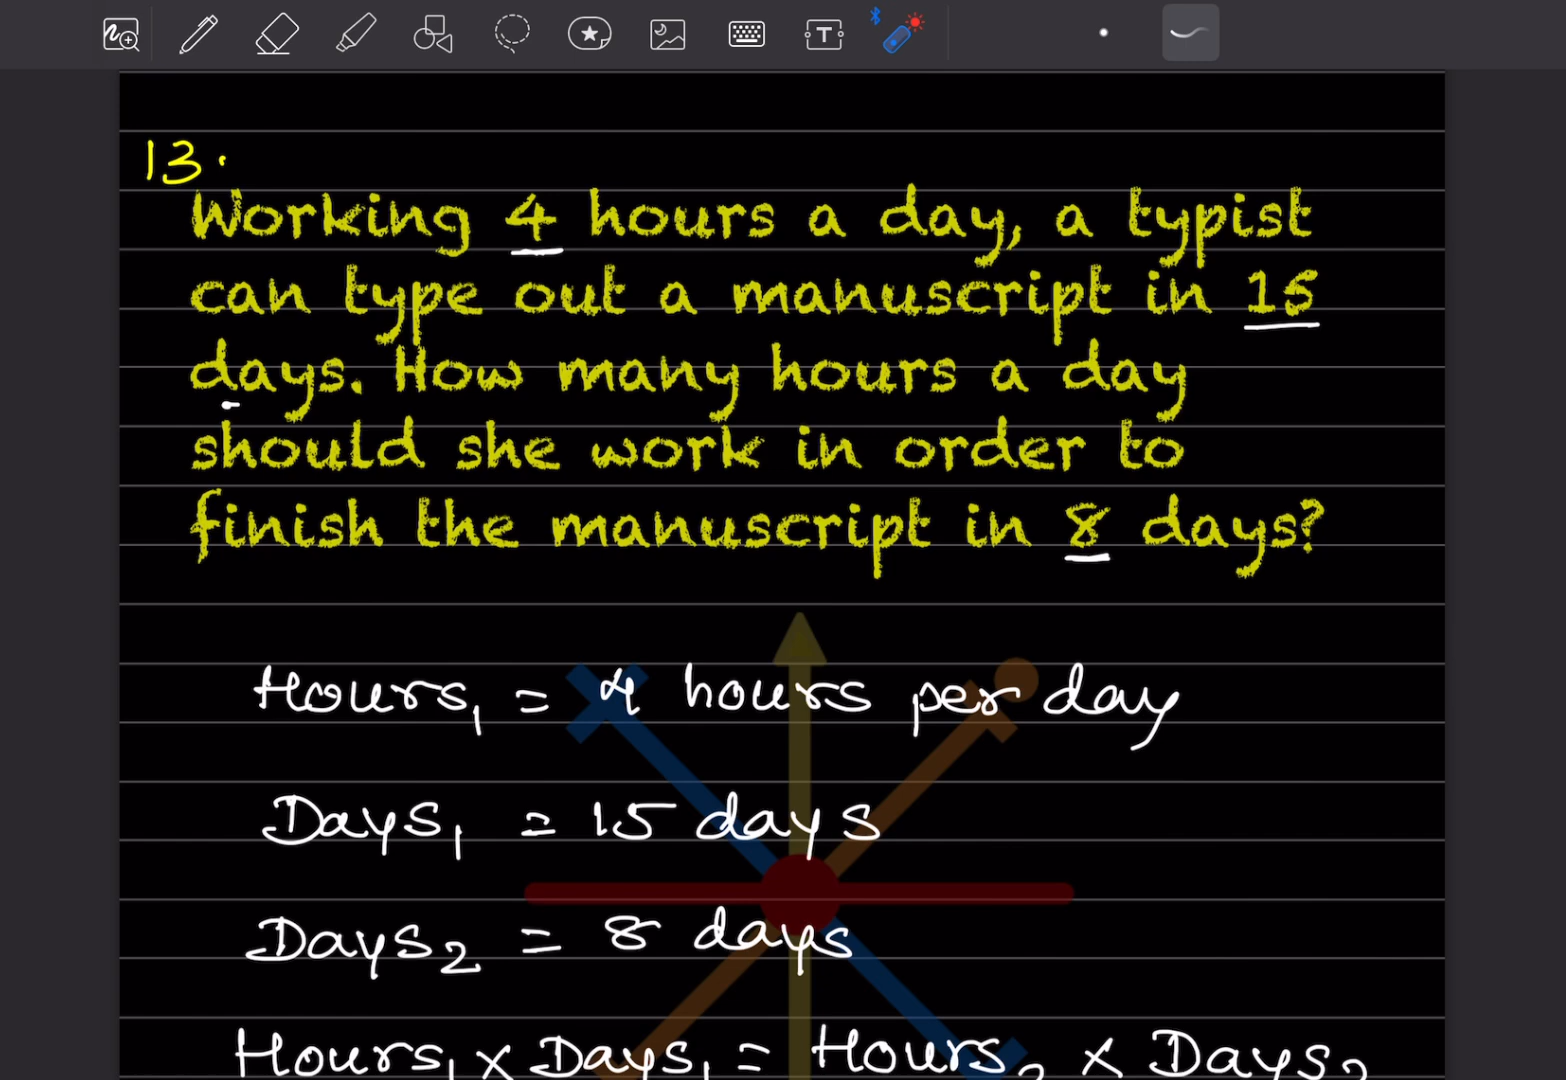 13.
Working 4 hours a day, a typist
can type out a manuscript in 15
days. How many hours a day
should she work in order to
finish the manuscript in 8 days?
Hours₁ = 4 hours per day
Days₁ = 15 days
Days₂ = 8 days
Hours₁ × Days₁ = Hours₂ × Days₂